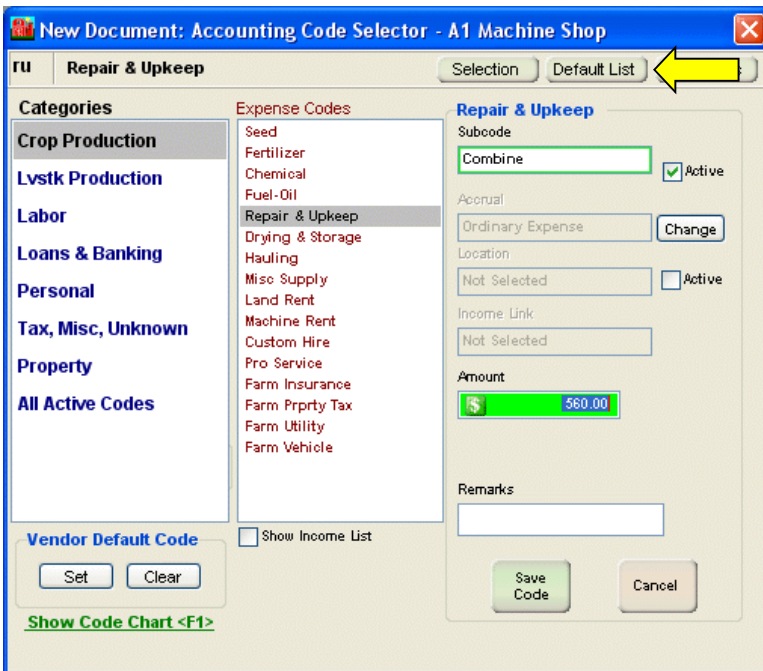 New Document: Accounting Code Selector - A1 Machine Shop
ru Repair & Upkeep Selection Default List
Categories
Crop Production
Lvstk Production
Labor
Loans & Banking
Personal
Tax, Misc, Unknown
Property
All Active Codes
Expense Codes
Seed
Fertilizer
Chemical
Fuel-Oil
Repair & Upkeep
Drying & Storage
Hauling
Misc Supply
Land Rent
Machine Rent
Custom Hire
Pro Service
Farm Insurance
Farm Prprty Tax
Farm Utility
Farm Vehicle
Show Income List
Repair & Upkeep
Subcode
Combine Active
Accrual
Ordinary Expense Change
Location
Not Selected Active
Income Link
Not Selected
Amount
$ 560.00
Remarks
Save
Code
Cancel
Vendor Default Code
Set Clear
Show Code Chart <F1>